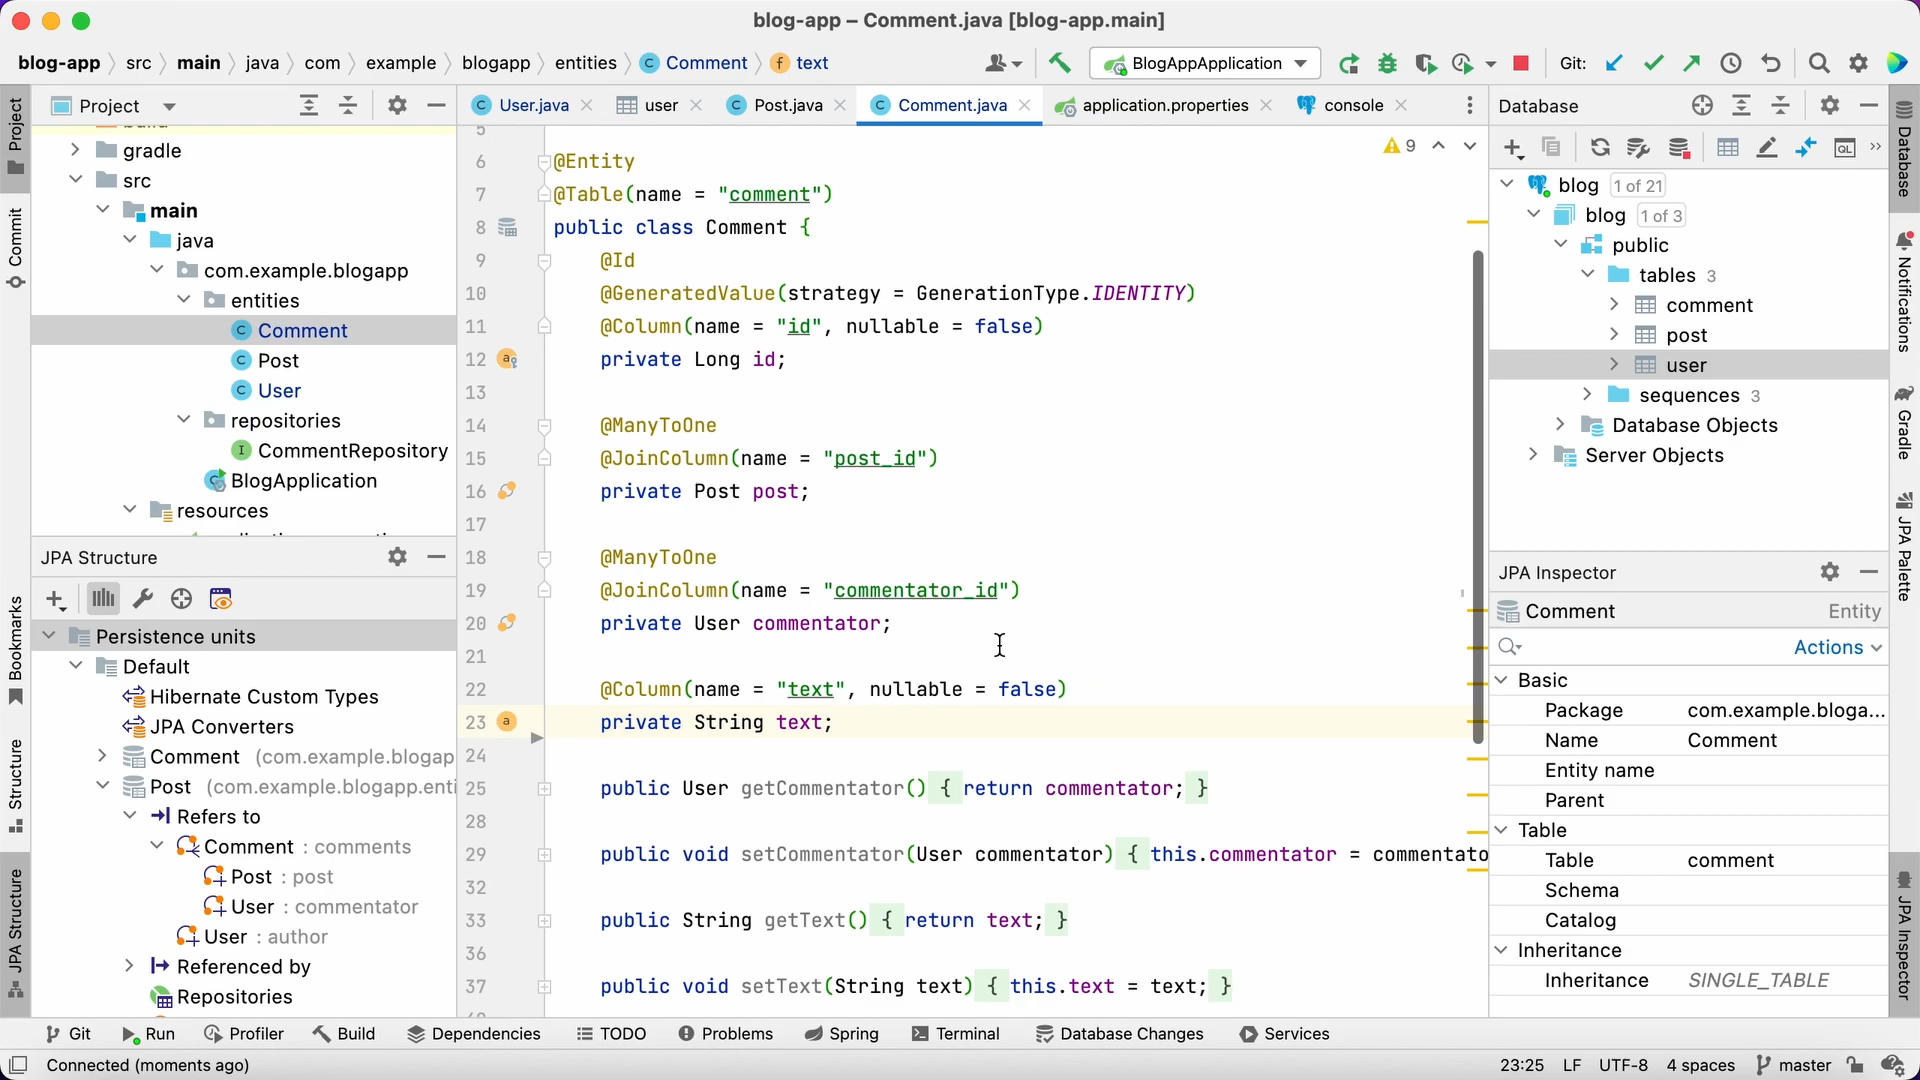 blog-app – Comment.java [blog-app.main]
blog-app src main java com example blogapp entities Comment text
BlogAppApplication
Git:
Project
User.java user Post.java Comment.java application.properties console
Database
Project
Commit
Bookmarks
Structure
JPA Structure
gradle
src
main
java
com.example.blogapp
entities
Comment
Post
User
repositories
CommentRepository
BlogApplication
resources
JPA Structure
Persistence units
Default
Hibernate Custom Types
JPA Converters
Comment (com.example.blogap
Post (com.example.blogapp.enti
Refers to
Comment : comments
Post : post
User : commentator
User : author
Referenced by
Repositories
9
5
6 @Entity
7 @Table(name = "comment")
8 public class Comment {
9 @Id
10 @GeneratedValue(strategy = GenerationType.IDENTITY)
11 @Column(name = "id", nullable = false)
12 private Long id;
13
14 @ManyToOne
15 @JoinColumn(name = "post_id")
16 private Post post;
17
18 @ManyToOne
19 @JoinColumn(name = "commentator_id")
20 private User commentator;
21
22 @Column(name = "text", nullable = false)
23 private String text;
24
25 public User getCommentator() { return commentator; }
28
29 public void setCommentator(User commentator) { this.commentator = commentato
32
33 public String getText() { return text; }
36
37 public void setText(String text) { this.text = text; }
blog 1 of 21
blog 1 of 3
public
tables 3
comment
post
user
sequences 3
Database Objects
Server Objects
JPA Inspector
Comment Entity
Actions
Basic
Package com.example.bloga...
Name Comment
Entity name
Parent
Table
Table comment
Schema
Catalog
Inheritance
Inheritance SINGLE_TABLE
Database
Notifications
Gradle
JPA Palette
JPA Inspector
Git Run Profiler Build Dependencies TODO Problems Spring Terminal Database Changes Services
Connected (moments ago)
23:25 LF UTF-8 4 spaces master